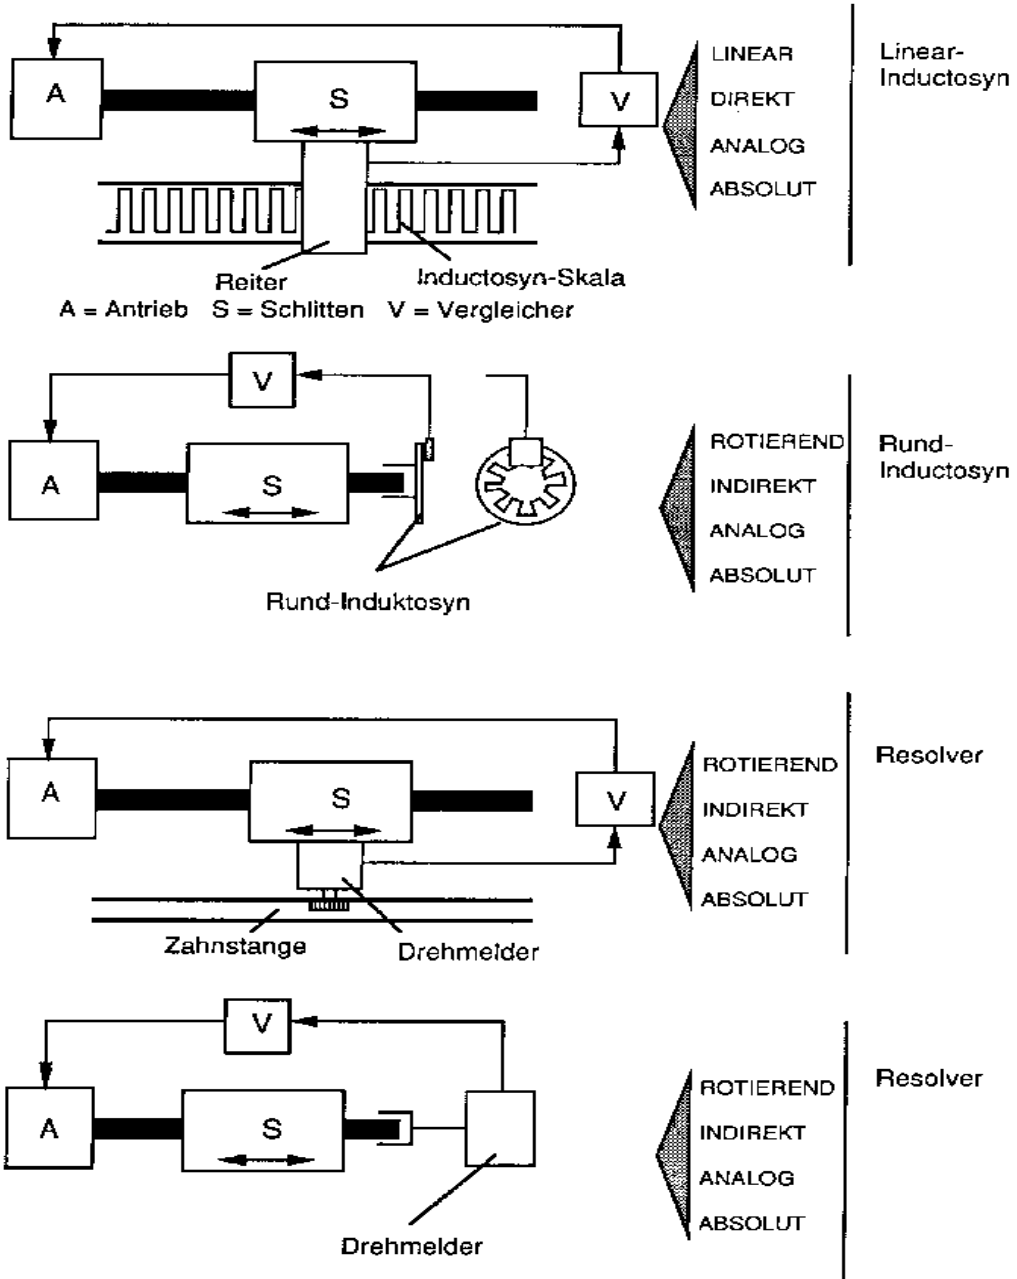 A
S
V
LINEAR
DIREKT
ANALOG
ABSOLUT
Linear-
Inductosyn
Reiter
Inductosyn-Skala
A = Antrieb S = Schlitten V = Vergleicher
V
A
S
ROTIEREND
INDIREKT
ANALOG
ABSOLUT
Rund-
Inductosyn
Rund-Induktosyn
A
S
V
ROTIEREND
INDIREKT
ANALOG
ABSOLUT
Resolver
Zahnstange
Drehmelder
V
A
S
ROTIEREND
INDIREKT
ANALOG
ABSOLUT
Resolver
Drehmelder